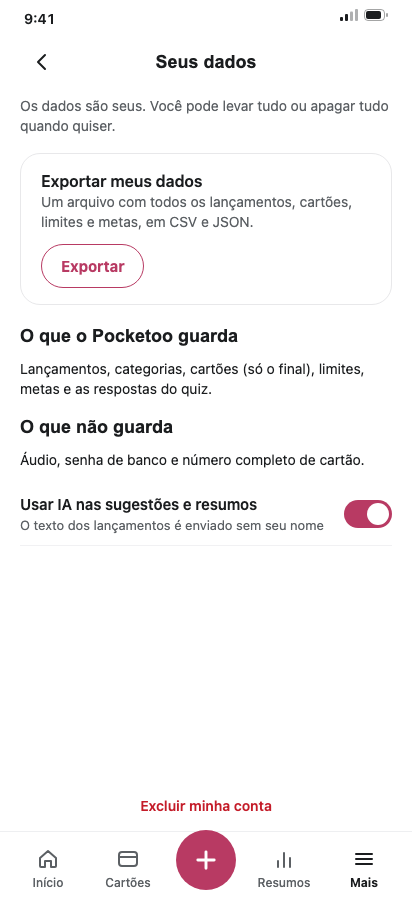 9:41
Seus dados
Os dados são seus. Você pode levar tudo ou apagar tudo
quando quiser.
Exportar meus dados
Um arquivo com todos os lançamentos, cartões,
limites e metas, em CSV e JSON.
Exportar
O que o Pocketoo guarda
Lançamentos, categorias, cartões (só o final), limites,
metas e as respostas do quiz.
O que não guarda
Áudio, senha de banco e número completo de cartão.
Usar IA nas sugestões e resumos
O texto dos lançamentos é enviado sem seu nome
Excluir minha conta
Início
Cartões
Resumos
Mais